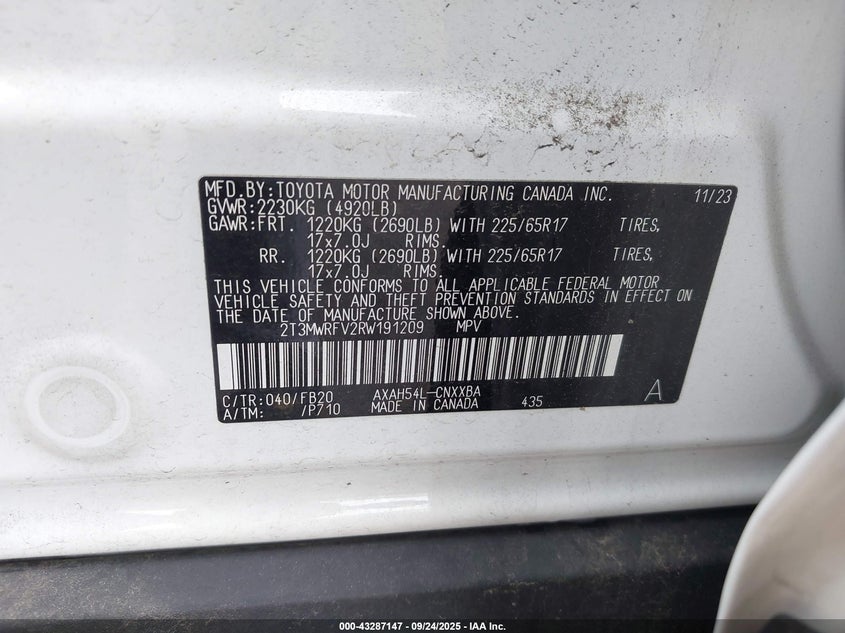 MFD.BY:TOYOTA MOTOR MANUFACTURING CANADA INC. 11/23
GVWR:2230KG (4920LB)
GAWR:FRT. 1220KG (2690LB) WITH 225/65R17 TIRES,
17x7.0J RIMS.
RR. 1220KG (2690LB) WITH 225/65R17 TIRES,
17x7.0J RIMS.
THIS VEHICLE CONFORMS TO ALL APPLICABLE FEDERAL MOTOR
VEHICLE SAFETY AND THEFT PREVENTION STANDARDS IN EFFECT ON
THE DATE OF MANUFACTURE SHOWN ABOVE.
2T3MWRFV2RW191209 MPV
C/TR:040/FB20 AXAH54L-CNXXBA A
A/TM: /P710 MADE IN CANADA 435
000-43287147 - 09/24/2025 - IAA Inc.